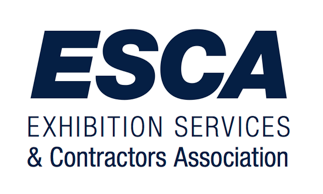 ESCA
EXHIBITION SERVICES
& Contractors Association